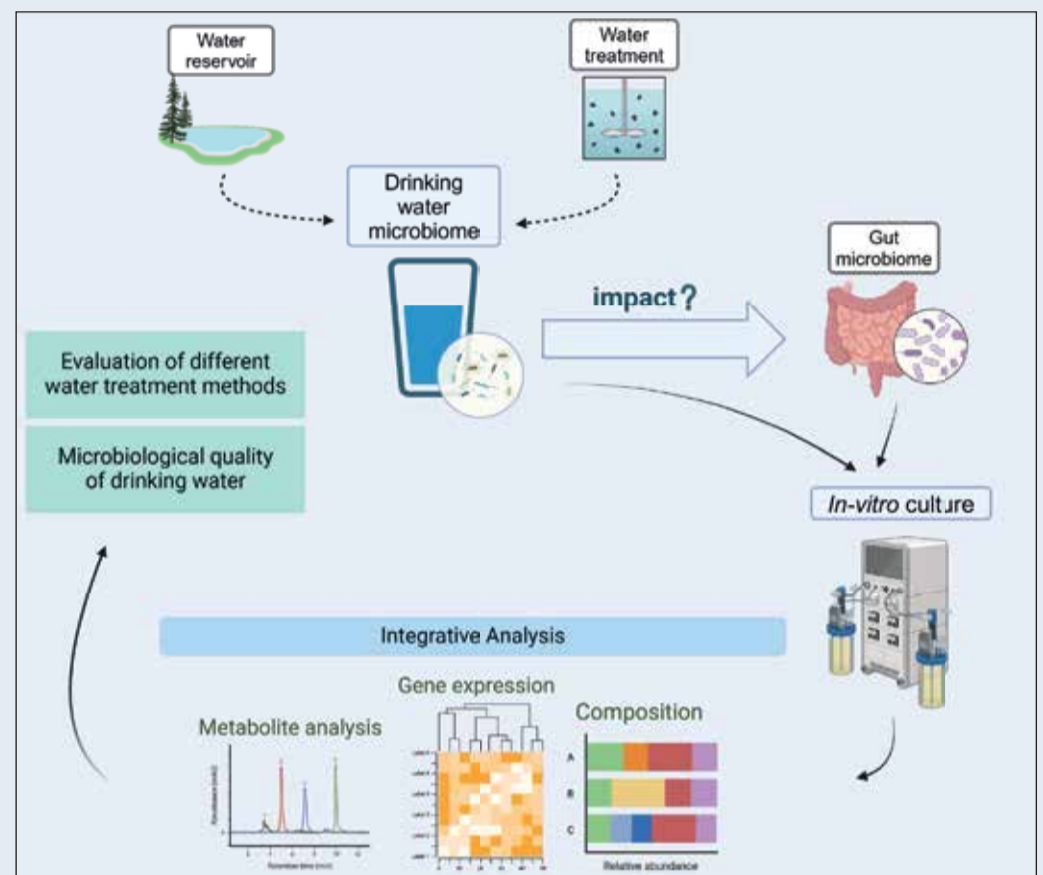 Water
reservoir
Water
treatment
Drinking
water
microbiome
Gut
microbiome
impact?
Evaluation of different
water treatment methods
Microbiological quality
of drinking water
In-vitro culture
Integrative Analysis
Gene expression
Metabolite analysis
Composition
A
B
C
Relative abundance